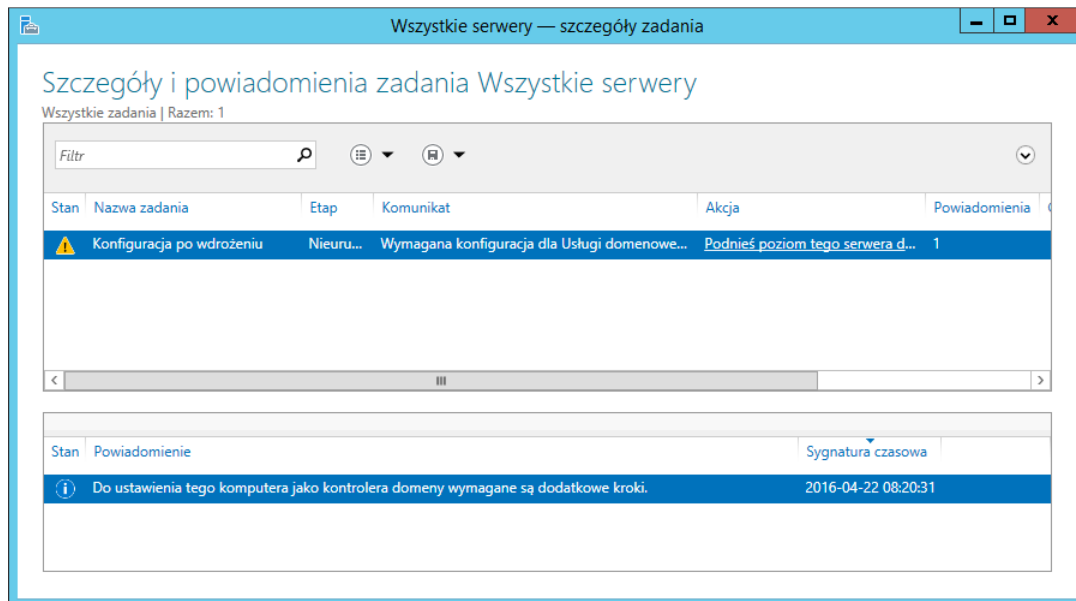 Wszystkie serwery — szczegóły zadania
Szczegóły i powiadomienia zadania Wszystkie serwery
Wszystkie zadania | Razem: 1
Filtr
Stan Nazwa zadania Etap Komunikat Akcja Powiadomienia
Konfiguracja po wdrożeniu Nieuru... Wymagana konfiguracja dla Usługi domenowe... Podnieś poziom tego serwera d... 1
Stan Powiadomienie Sygnatura czasowa
Do ustawienia tego komputera jako kontrolera domeny wymagane są dodatkowe kroki. 2016-04-22 08:20:31